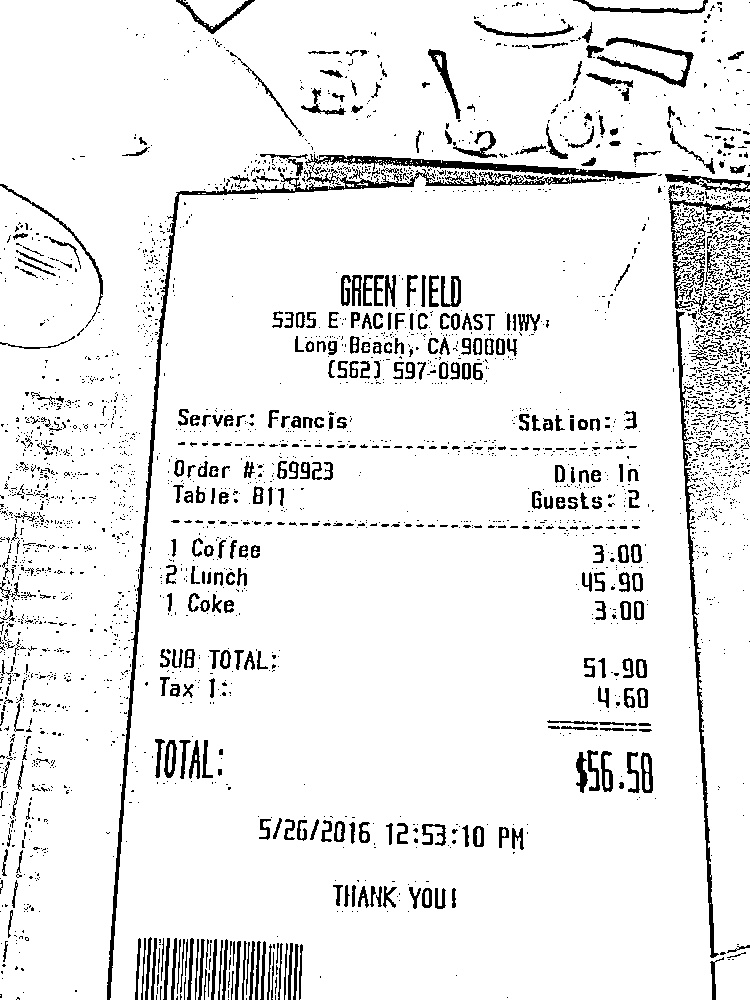 GREEN FIELD
5305 E PACIFIC COAST HWY.
Long Beach, CA 90804
(562) 597-0906
Server: Francis Station: 3
Order #: 69923 Dine In
Table: B11 Guests: 2
1 Coffee 3.00
2 Lunch 45.90
1 Coke 3.00
SUB TOTAL: 51.90
Tax 1: 4.60
TOTAL: $56.50
5/26/2016 12:53:10 PM
THANK YOU!